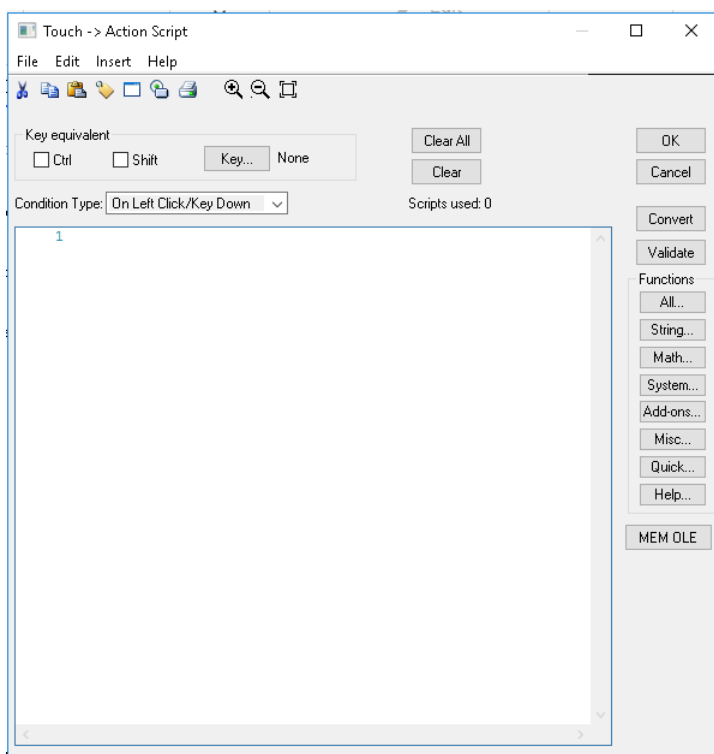 Touch -> Action Script
File Edit Insert Help
Key equivalent
Ctrl Shift Key... None
Clear All
Clear
OK
Cancel
Condition Type: On Left Click/Key Down
Scripts used: 0
Convert
Validate
1
Functions
All...
String...
Math...
System...
Add-ons...
Misc...
Quick...
Help...
MEM OLE